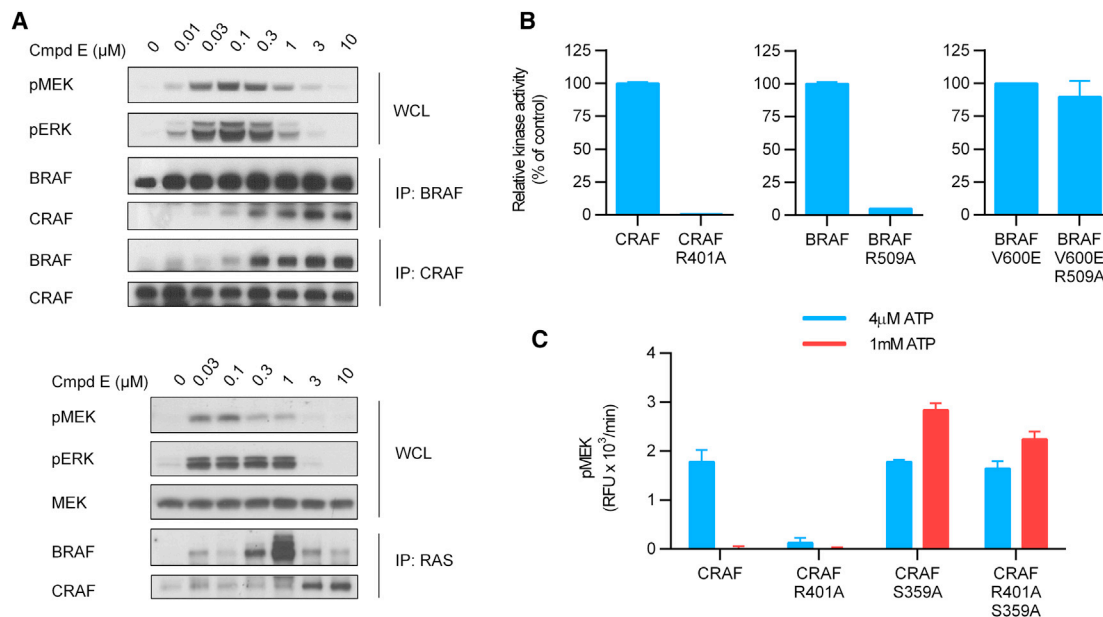 A
Cmpd E (µM) 0 0.01 0.03 0.1 0.3 1 3 10
pMEK
pERK
WCL
BRAF
CRAF
IP: BRAF
BRAF
CRAF
IP: CRAF
Cmpd E (µM) 0 0.03 0.1 0.3 1 3 10
pMEK
pERK
MEK
WCL
BRAF
CRAF
IP: RAS
B
Relative kinase activity
(% of control)
125
100
75
50
25
0
CRAF
CRAF
R401A
125
100
75
50
25
0
BRAF
BRAF
R509A
125
100
75
50
25
0
BRAF
V600E
BRAF
V600E
R509A
C
4µM ATP
1mM ATP
pMEK
(RFU x 10³/min)
4
3
2
1
0
CRAF
CRAF
R401A
CRAF
S359A
CRAF
R401A
S359A